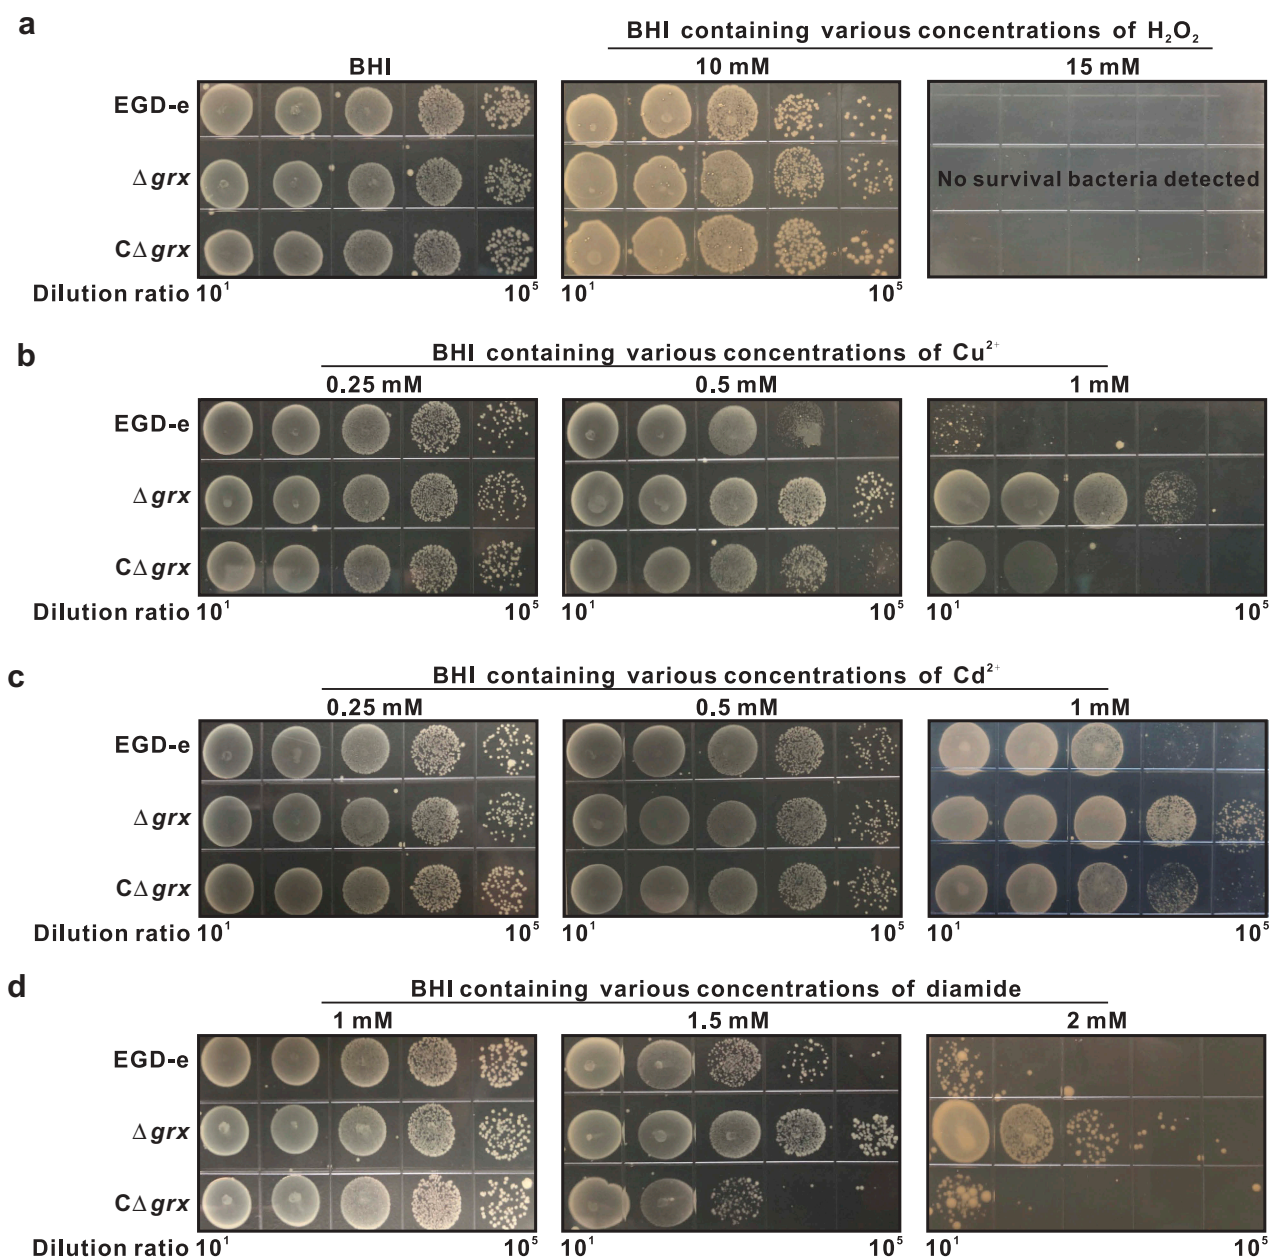 a
BHI containing various concentrations of H₂O₂
BHI
10 mM
15 mM
EGD-e
Δgrx
CΔgrx
No survival bacteria detected
Dilution ratio 10¹ 10⁵ 10¹ 10⁵
b
BHI containing various concentrations of Cu²⁺
0.25 mM
0.5 mM
1 mM
EGD-e
Δgrx
CΔgrx
Dilution ratio 10¹ 10⁵ 10¹ 10⁵ 10¹ 10⁵
c
BHI containing various concentrations of Cd²⁺
0.25 mM
0.5 mM
1 mM
EGD-e
Δgrx
CΔgrx
Dilution ratio 10¹ 10⁵ 10¹ 10⁵ 10¹ 10⁵
d
BHI containing various concentrations of diamide
1 mM
1.5 mM
2 mM
EGD-e
Δgrx
CΔgrx
Dilution ratio 10¹ 10⁵ 10¹ 10⁵ 10¹ 10⁵